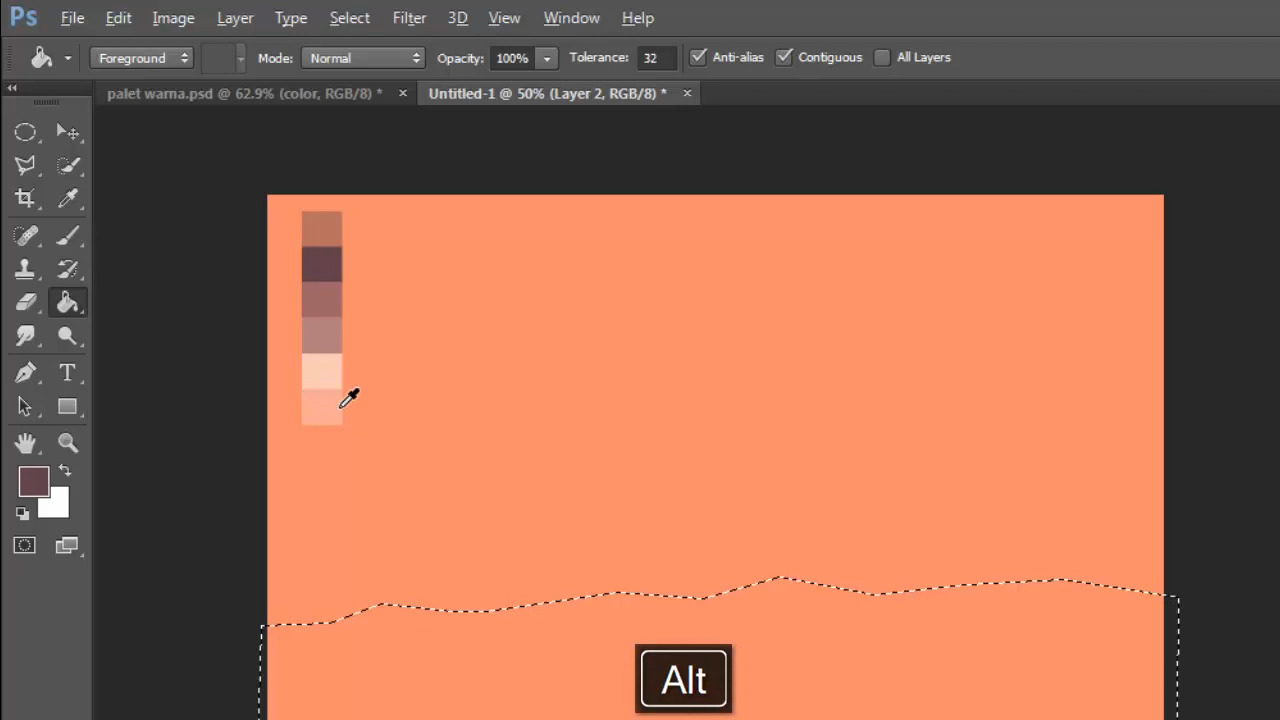 Ps File Edit Image Layer Type Select Filter 3D View Window Help
Foreground Mode: Normal Opacity: 100% Tolerance: 32 Anti-alias Contiguous All Layers
palet warna.psd @ 62.9% (color, RGB/8) * × Untitled-1 @ 50% (Layer 2, RGB/8) * ×
T
Alt